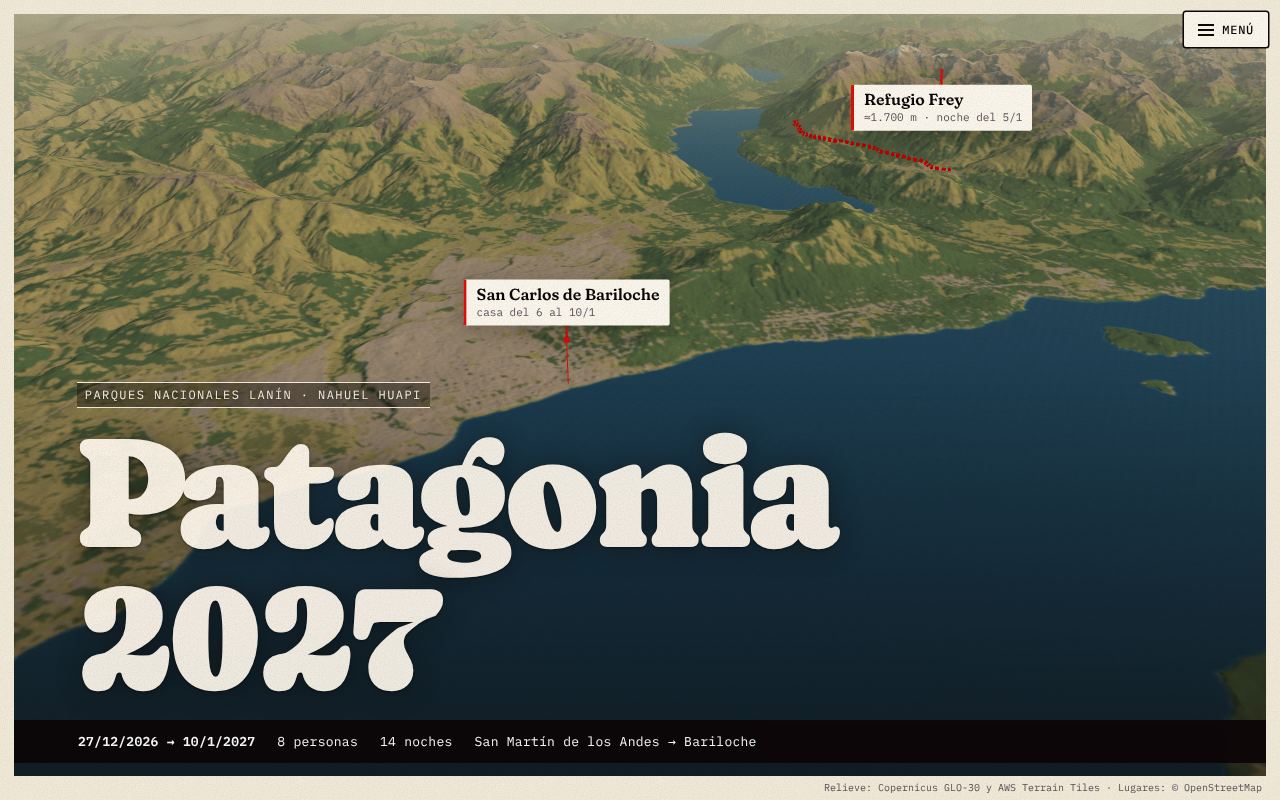 MENÚ
Refugio Frey
≈1.700 m · noche del 5/1
San Carlos de Bariloche
casa del 6 al 10/1
PARQUES NACIONALES LANÍN · NAHUEL HUAPI
Patagonia
2027
27/12/2026 → 10/1/2027 8 personas 14 noches San Martín de los Andes → Bariloche
Relieve: Copernicus GLO-30 y AWS Terrain Tiles · Lugares: © OpenStreetMap